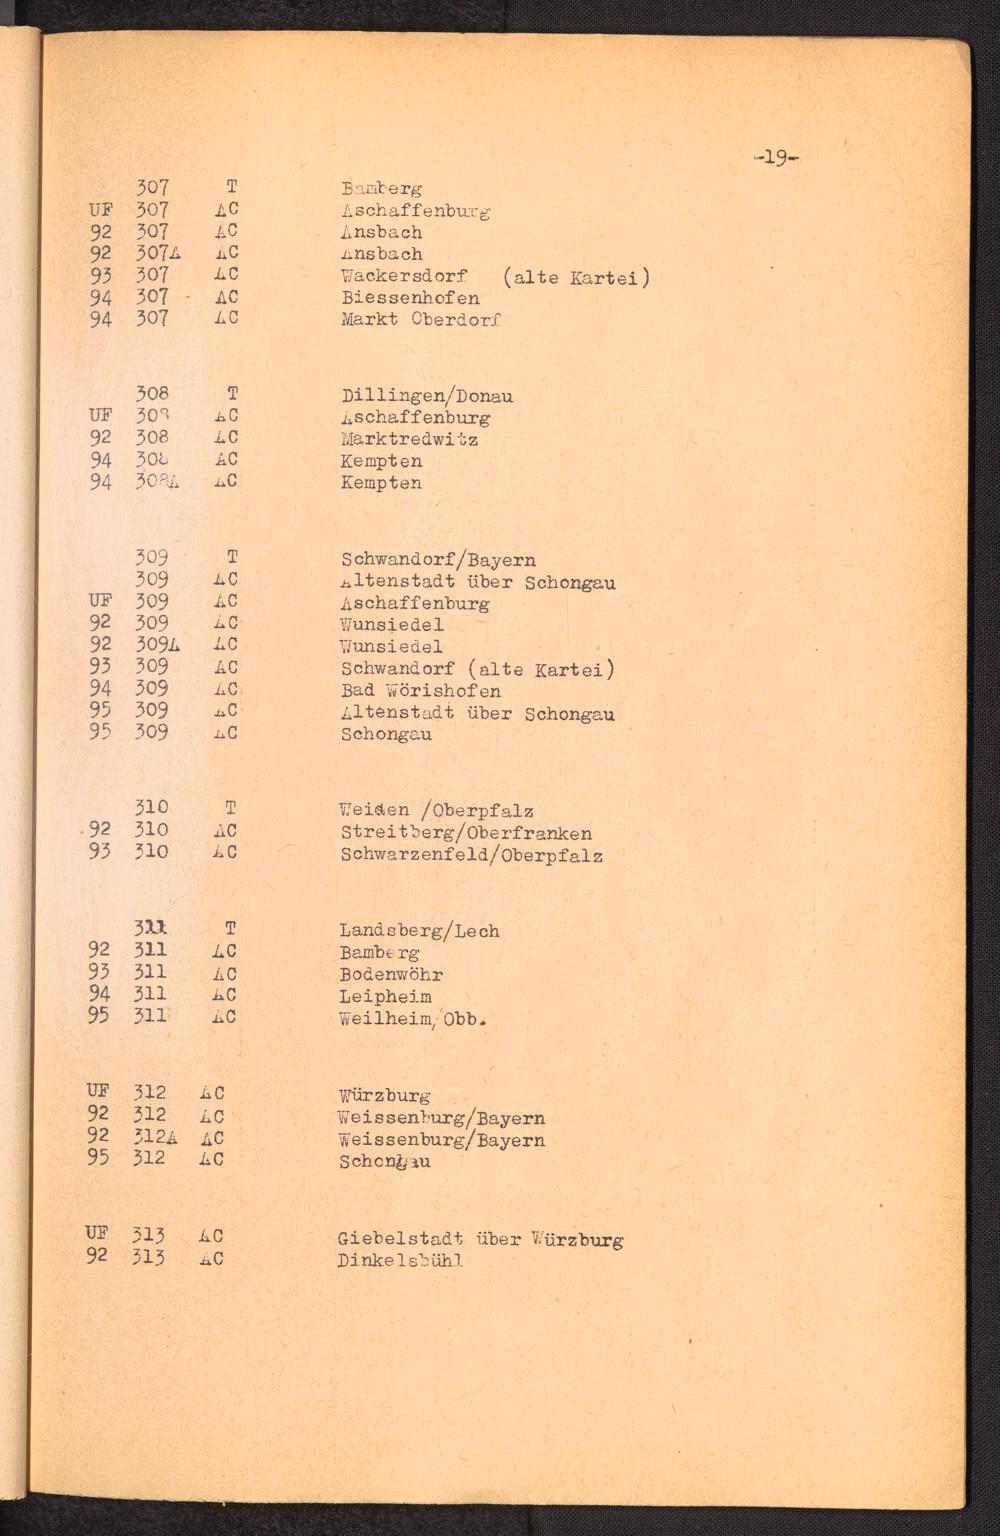 -19-
307 T Bamberg
UF 307 AC Aschaffenburg
92 307 AC Ansbach
92 307A AC Ansbach
93 307 AC Wackersdorf (alte Kartei)
94 307 AC Biessenhofen
94 307 AC Markt Oberdorf
308 T Dillingen/Donau
UF 308 AC Aschaffenburg
92 308 AC Marktredwitz
94 308 AC Kempten
94 308A AC Kempten
309 T Schwandorf/Bayern
309 AC Altenstadt über Schongau
UF 309 AC Aschaffenburg
92 309 AC Wunsiedel
92 309A AC Wunsiedel
93 309 AC Schwandorf (alte Kartei)
94 309 AC Bad Wörishofen
95 309 AC Altenstadt über Schongau
95 309 AC Schongau
310 T Weiden /Oberpfalz
92 310 AC Streitberg/Oberfranken
93 310 AC Schwarzenfeld/Oberpfalz
311 T Landsberg/Lech
92 311 AC Bamberg
93 311 AC Bodenwöhr
94 311 AC Leipheim
95 311 AC Weilheim/Obb.
UF 312 AC Würzburg
92 312 AC Weissenburg/Bayern
92 312A AC Weissenburg/Bayern
95 312 AC Schongau
UF 313 AC Giebelstadt über Würzburg
92 313 AC Dinkelsbühl